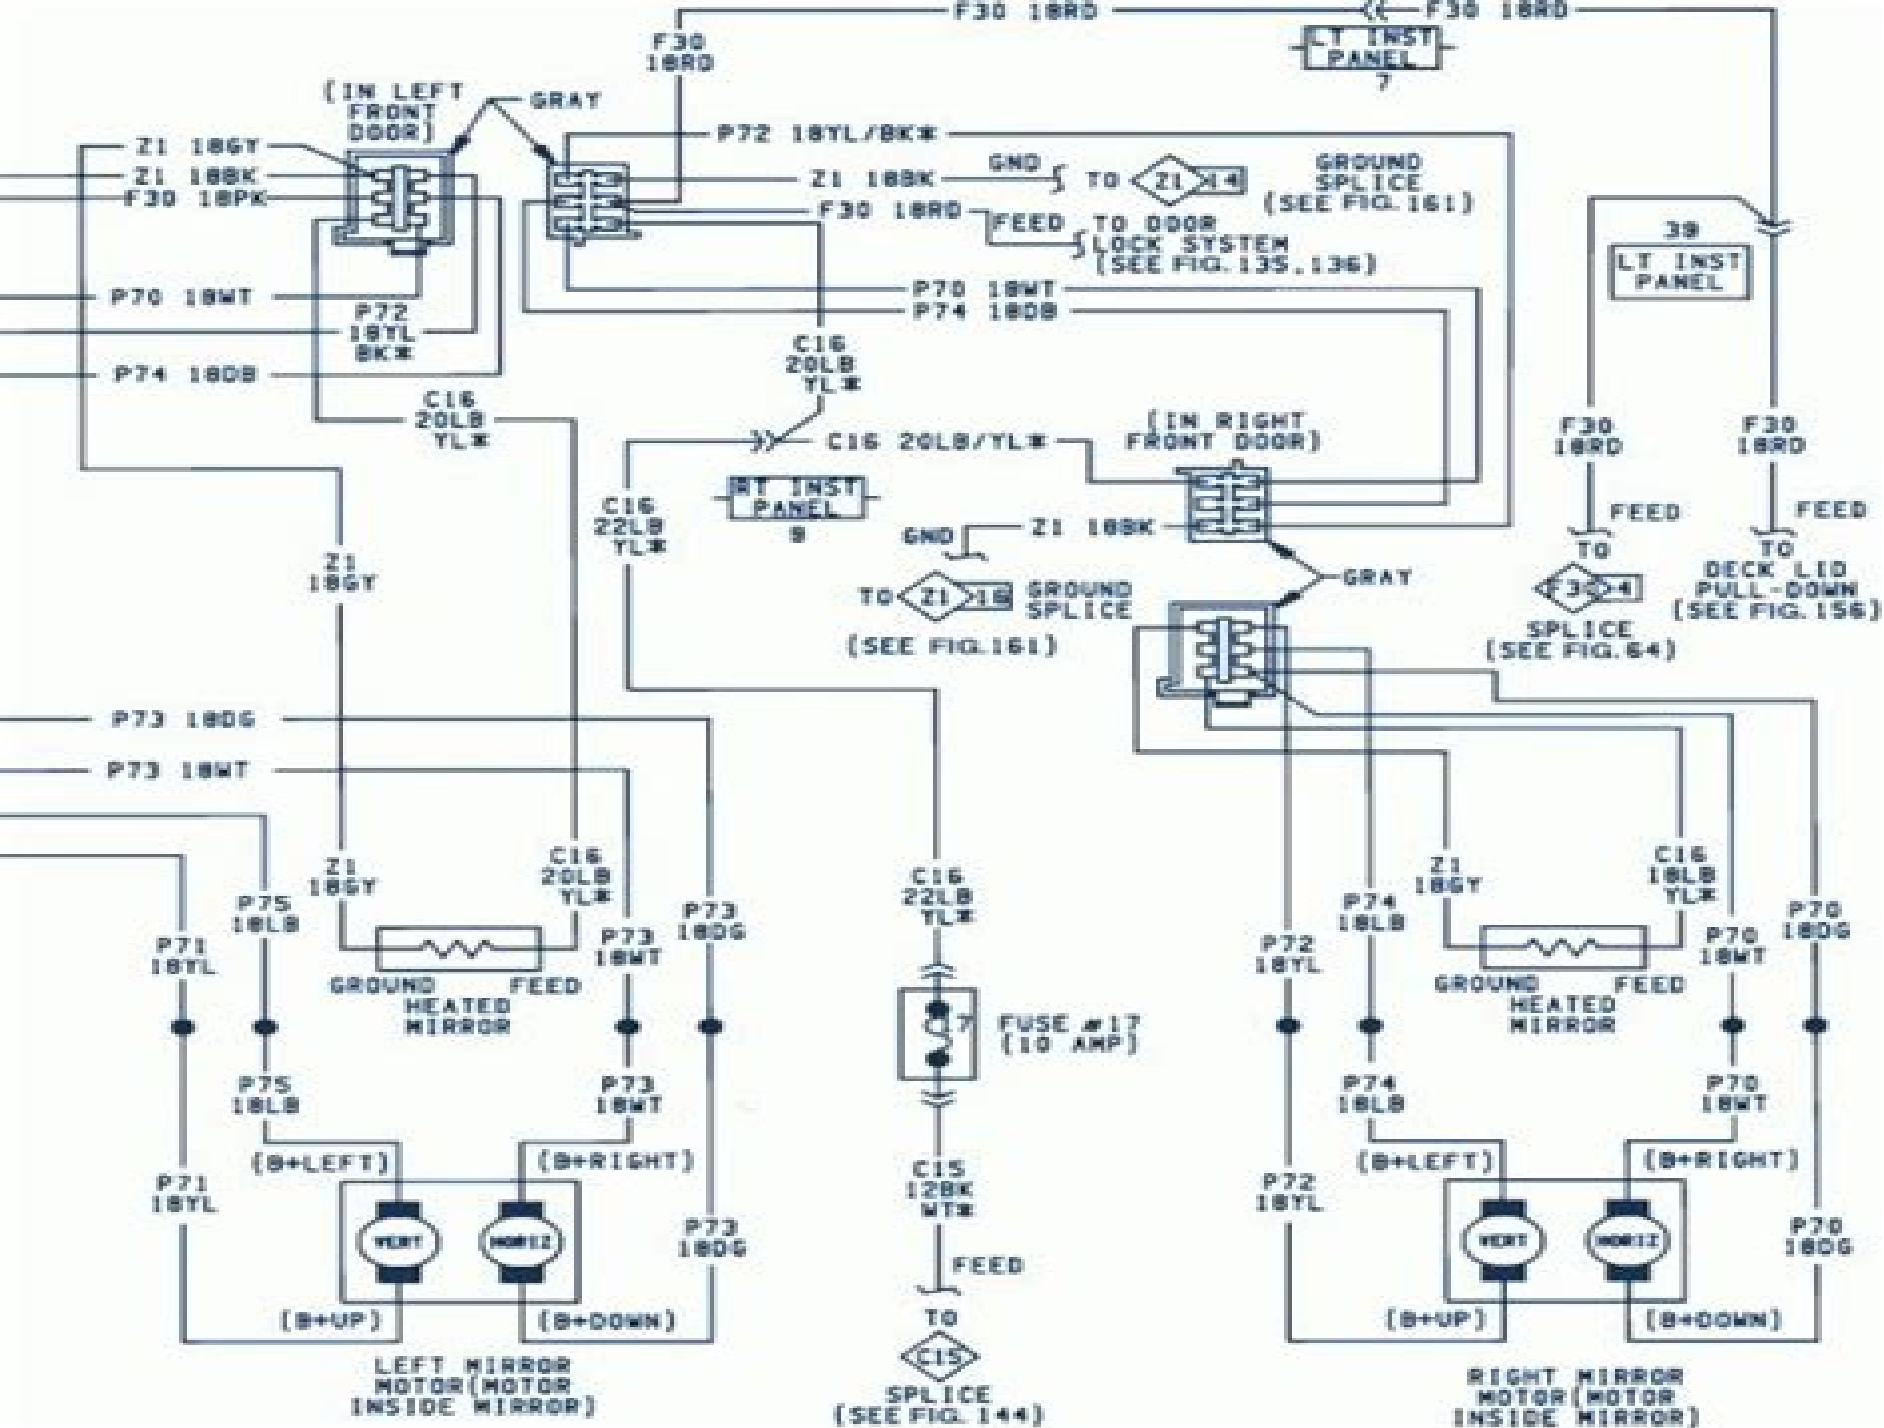 F30 18RD
F30 18RD
F30
18RD
LT INST
PANEL
7
(IN LEFT
FRONT
DOOR)
GRAY
P72 18YL/BK*
Z1 18GY
Z1 18BK
F30 18PK
GND
Z1 18BK
TO
Z1
14
GROUND
SPLICE
(SEE FIG.161)
F30 18RD
FEED
TO DOOR
LOCK SYSTEM
(SEE FIG.135,136)
39
LT INST
PANEL
P70 18WT
P70 18WT
P74 18DB
P72
18YL
BK*
P74 18DB
C16
20LB
YL*
C16
20LB
YL*
C16 20LB/YL*
(IN RIGHT
FRONT DOOR)
F30
18RD
F30
18RD
RT INST
PANEL
9
C16
22LB
YL*
GND
Z1 18BK
FEED
FEED
TO
TO
Z1
18GY
GRAY
TO
Z1
16
GROUND
SPLICE
(SEE FIG.161)
F30
4
SPLICE
(SEE FIG.64)
DECK LID
PULL-DOWN
(SEE FIG.156)
P73 18DG
P73 18WT
Z1
18GY
C16
20LB
YL*
C16
22LB
YL*
Z1
18GY
C16
18LB
YL*
P71
18YL
P75
18LB
P73
18WT
P73
18DG
P72
18YL
P74
18LB
P70
18WT
P70
18DG
GROUND
FEED
HEATED
MIRROR
GROUND
FEED
HEATED
MIRROR
7
FUSE #17
(10 AMP)
P75
18LB
P73
18WT
P74
18LB
P70
18WT
(B+LEFT)
(B+RIGHT)
(B+LEFT)
(B+RIGHT)
P71
18YL
C15
12BK
WT*
P72
18YL
VERT
HORIZ
P73
18DG
VERT
HORIZ
P70
18DG
FEED
(B+UP)
(B+DOWN)
TO
(B+UP)
(B+DOWN)
C15
LEFT MIRROR
MOTOR(MOTOR
INSIDE MIRROR)
SPLICE
(SEE FIG. 144)
RIGHT MIRROR
MOTOR(MOTOR
INSIDE MIRROR)